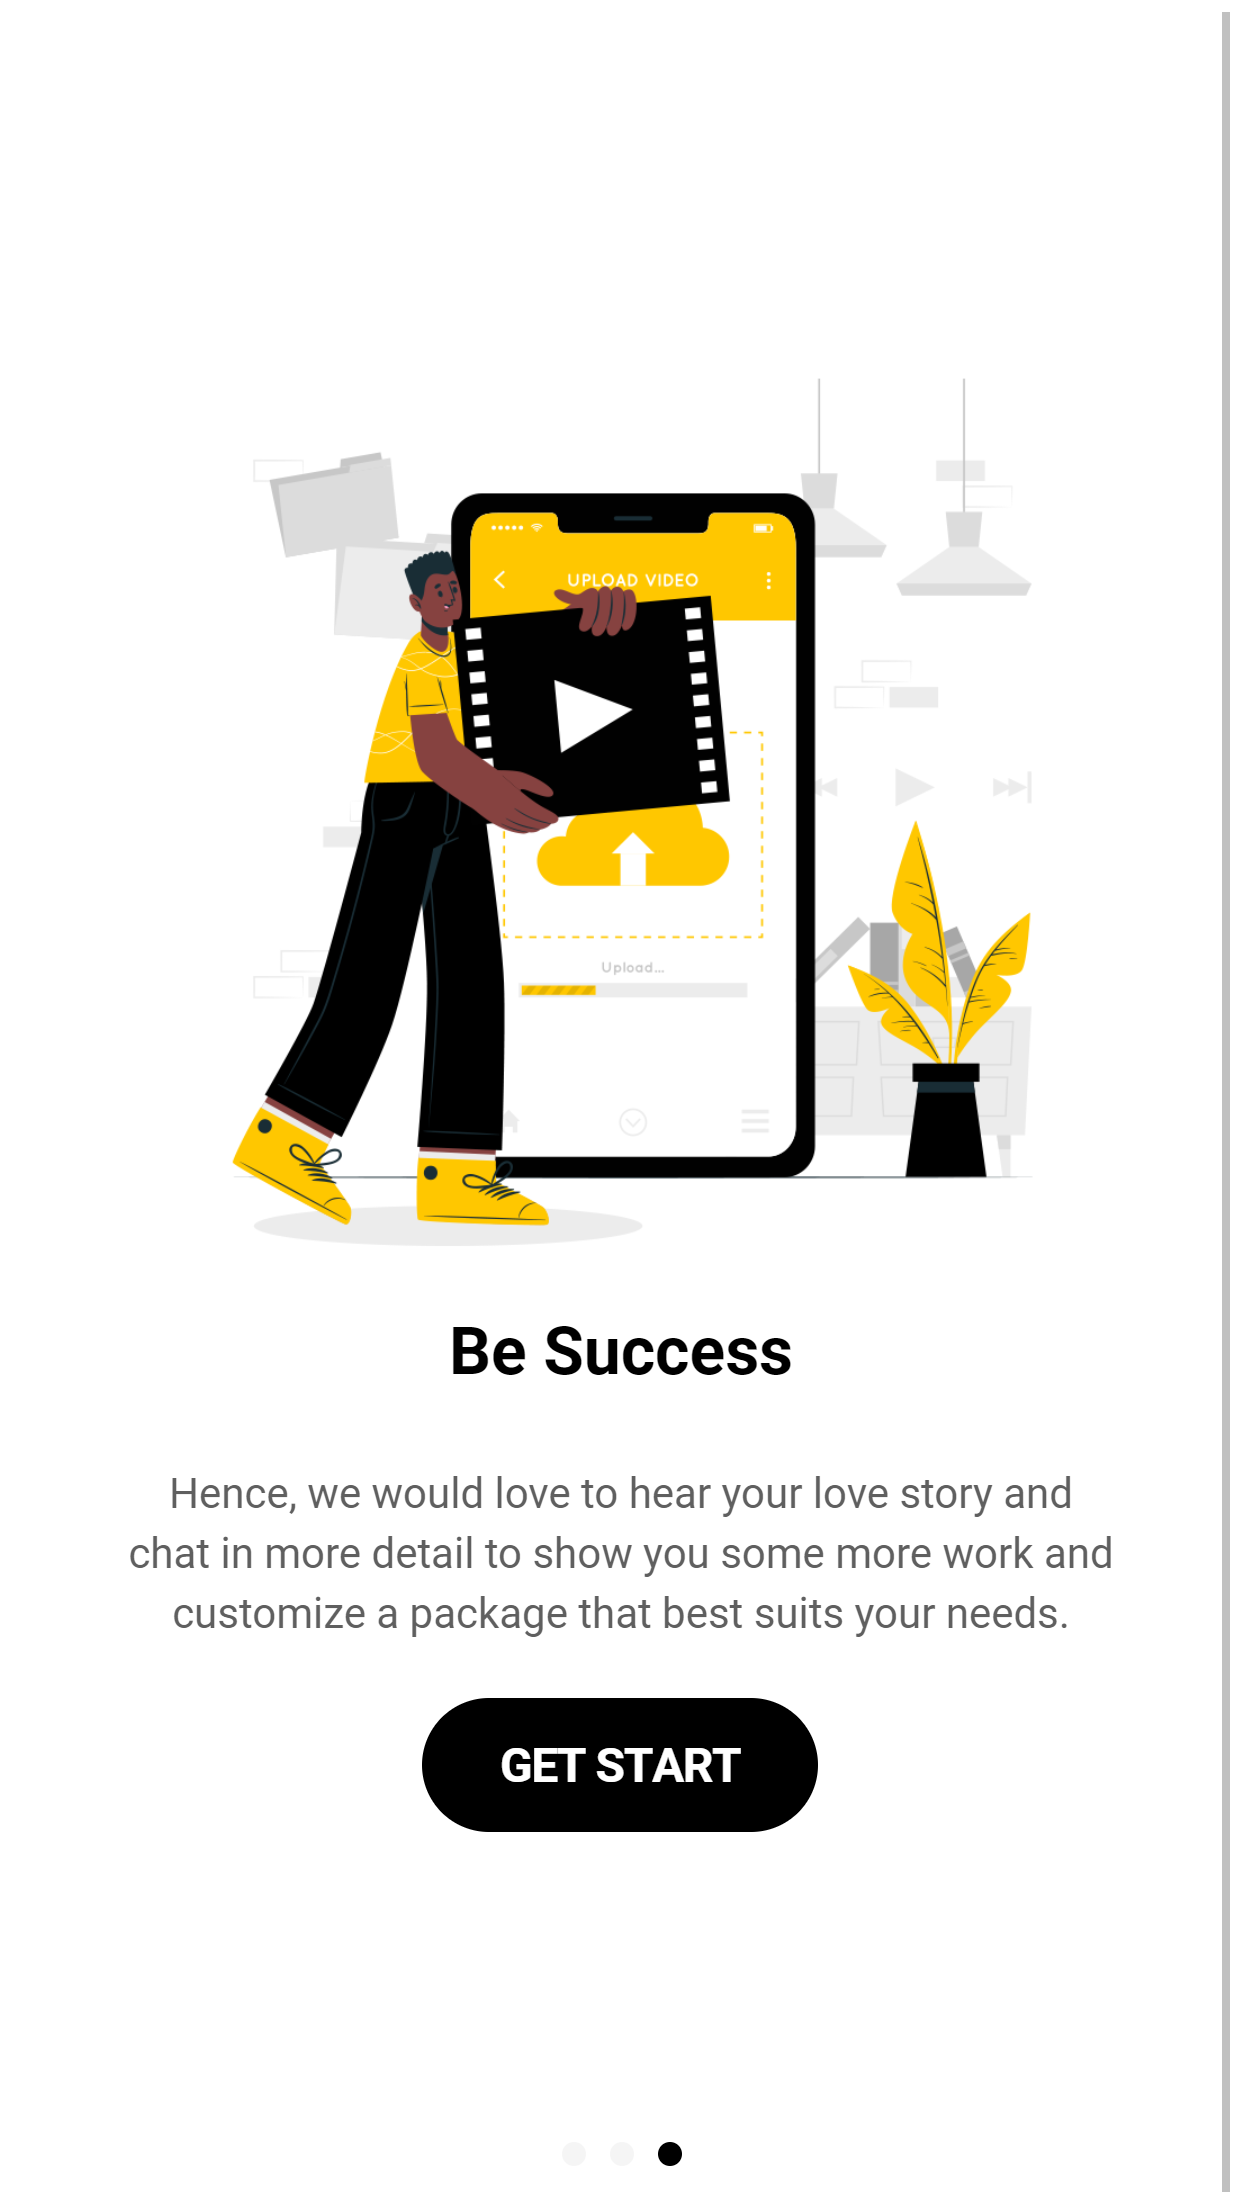 UPLOAD VIDEO
Upload...
Be Success
Hence, we would love to hear your love story and
chat in more detail to show you some more work and
customize a package that best suits your needs.
GET START